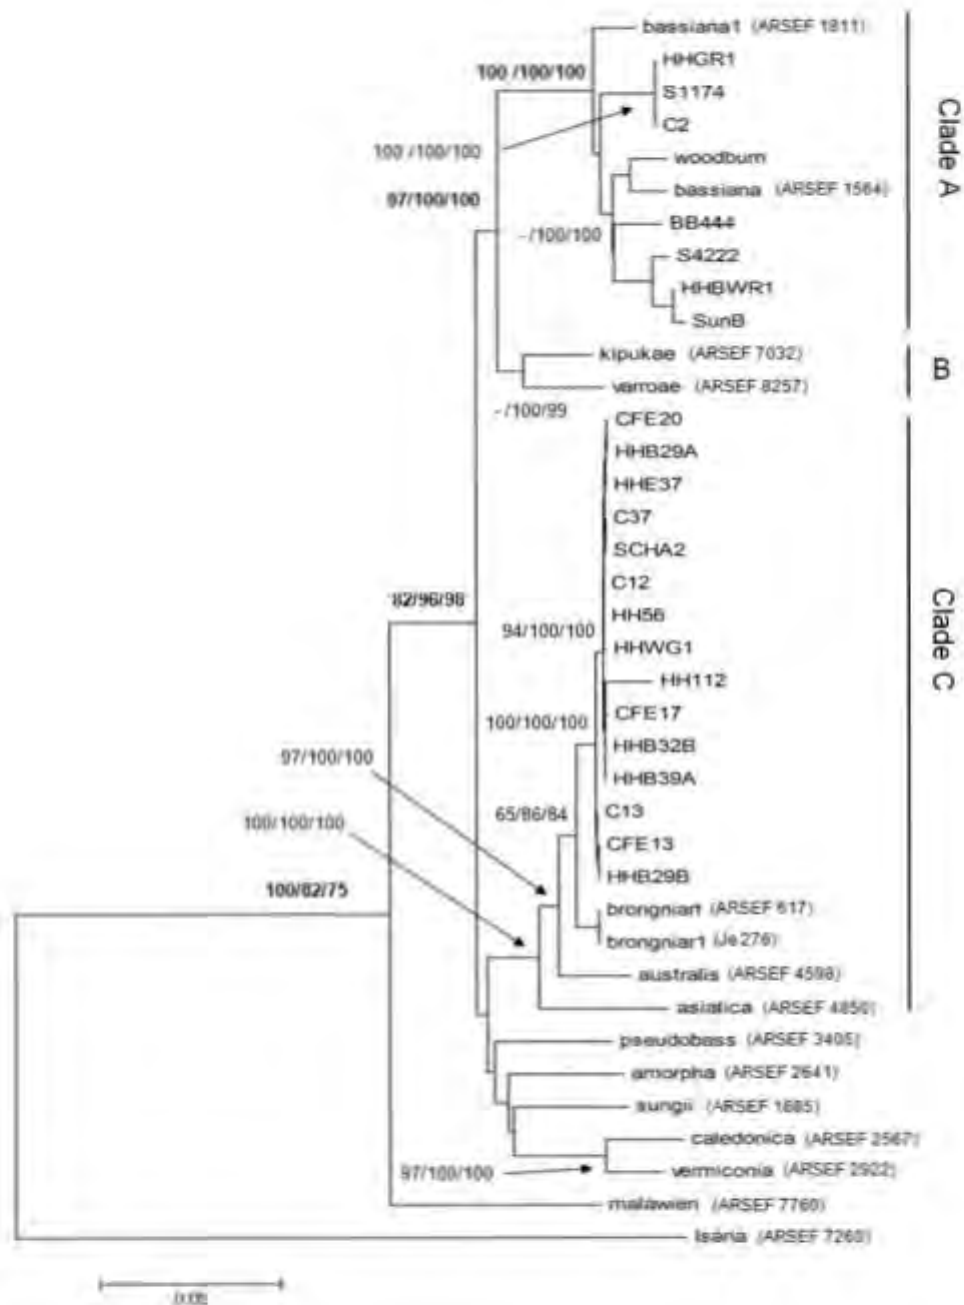 bassiana1 (ARSEF 1811)
HHGR1
100 /100/100
S1174
C2
100 /100/100
woodburn
bassiana (ARSEF 1564)
97/100/100
BB444
- /100/100
S4222
HHBWR1
SunB
Clade A
kipukae (ARSEF 7032)
B
varroae (ARSEF 8257)
- /100/99
CFE20
HHB29A
HHE37
C37
SCHA2
C12
82/96/98
HH56
94/100/100
HHWG1
Clade C
HH112
CFE17
100/100/100
HHB32B
97/100/100
HHB39A
C13
65/86/84
100/100/100
CFE13
HHB29B
100/82/75
brongniart (ARSEF 617)
brongniar1 (Je276)
australis (ARSEF 4598)
asiatica (ARSEF 4850)
pseudobass (ARSEF 3405)
amorpha (ARSEF 2641)
sungii (ARSEF 1685)
caledonica (ARSEF 2567)
97/100/100
vermiconia (ARSEF 2922)
malawien (ARSEF 7760)
Isaria (ARSEF 7260)